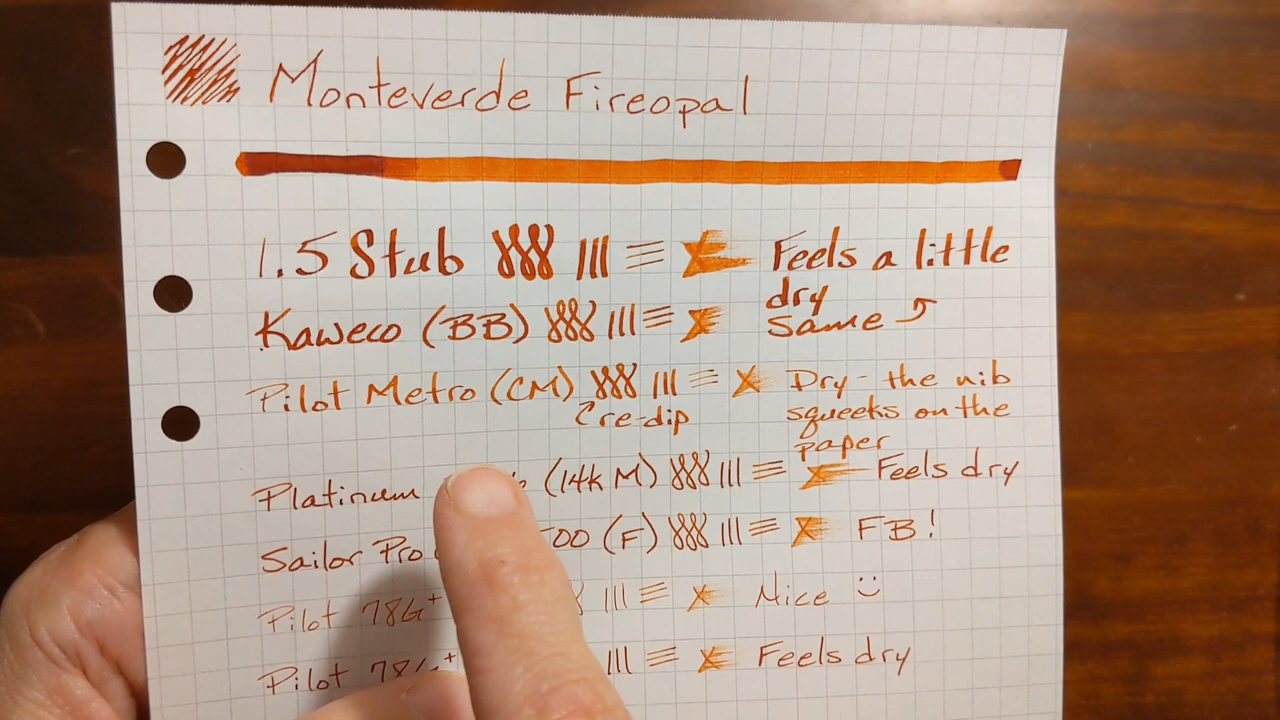 Monteverde Fireopal
1.5 Stub Feels a little
dry
Kaweco (BB) Same
Pilot Metro (CM) Dry - the nib
re-dip squeeks on the
paper
Platinum (14k M) Feels dry
Sailor Pro (F) FB!
Pilot 78G+ Nice
Pilot 78G+ Feels dry